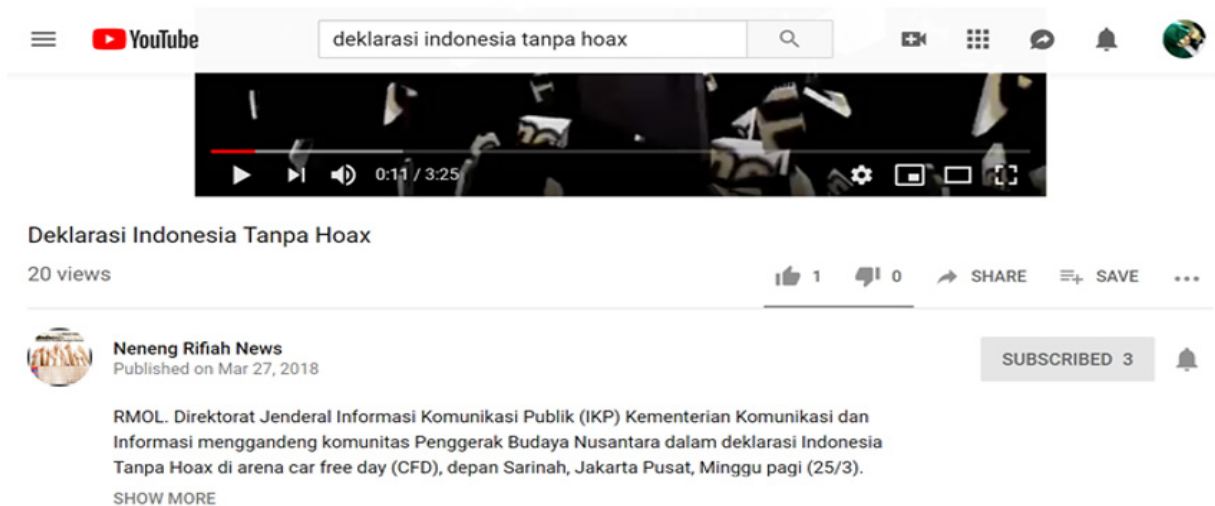 YouTube
deklarasi indonesia tanpa hoax
0:11 / 3:25
Deklarasi Indonesia Tanpa Hoax
20 views
1
0
SHARE
SAVE
Neneng Rifiah News
SUBSCRIBED 3
Published on Mar 27, 2018
RMOL. Direktorat Jenderal Informasi Komunikasi Publik (IKP) Kementerian Komunikasi dan
Informasi menggandeng komunitas Penggerak Budaya Nusantara dalam deklarasi Indonesia
Tanpa Hoax di arena car free day (CFD), depan Sarinah, Jakarta Pusat, Minggu pagi (25/3).
SHOW MORE